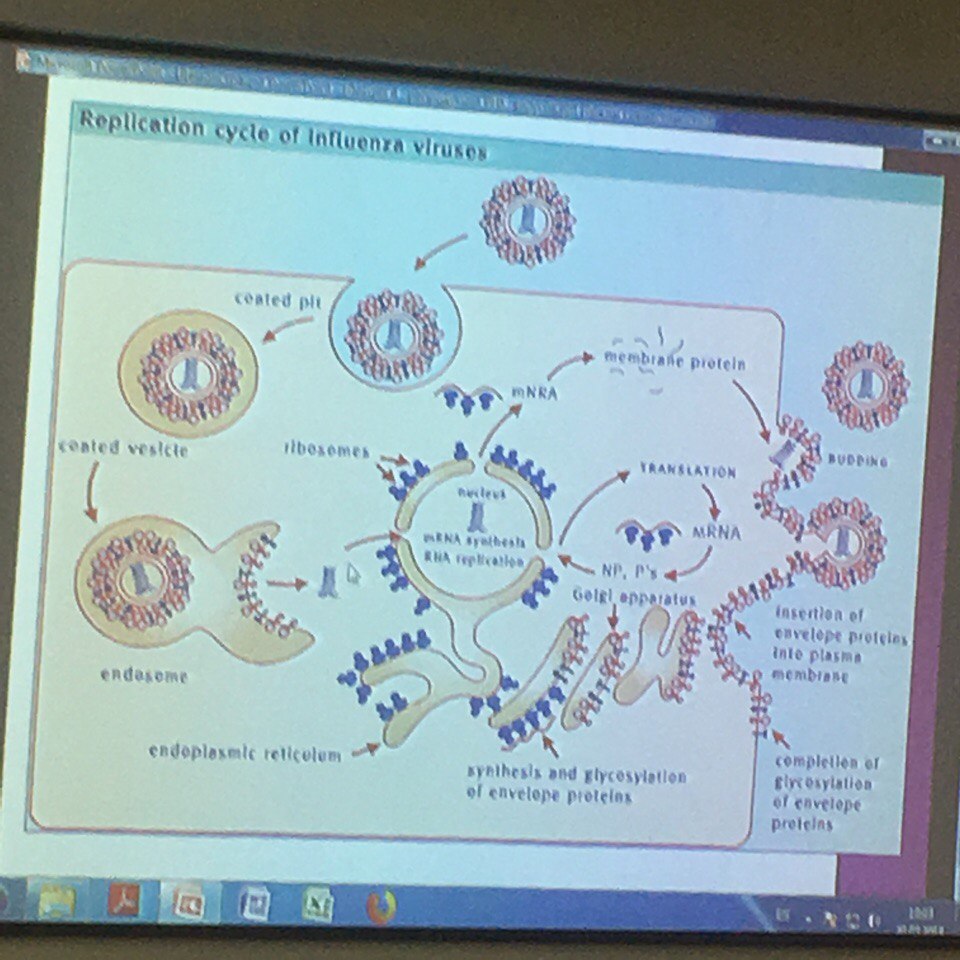 Replication cycle of influenza viruses
coated pit
membrane protein
mNRA
coated vesicle
ribosomes
BUDDING
TRANSLATION
nucleus
mRNA synthesis
RNA replication
MRNA
NP, P's
Golgi apparatus
insertion of
envelope proteins
into plasma
membrane
endosome
endoplasmic reticulum
synthesis and glycosylation
of envelope proteins
completion of
glycosylation
of envelope
proteins